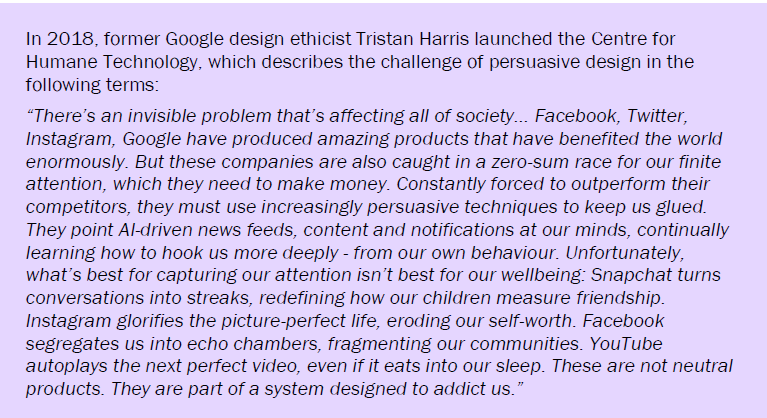 In 2018, former Google design ethicist Tristan Harris launched the Centre for
Humane Technology, which describes the challenge of persuasive design in the
following terms:
“There’s an invisible problem that’s affecting all of society… Facebook, Twitter,
Instagram, Google have produced amazing products that have benefited the world
enormously. But these companies are also caught in a zero-sum race for our finite
attention, which they need to make money. Constantly forced to outperform their
competitors, they must use increasingly persuasive techniques to keep us glued.
They point AI-driven news feeds, content and notifications at our minds, continually
learning how to hook us more deeply - from our own behaviour. Unfortunately,
what’s best for capturing our attention isn’t best for our wellbeing: Snapchat turns
conversations into streaks, redefining how our children measure friendship.
Instagram glorifies the picture-perfect life, eroding our self-worth. Facebook
segregates us into echo chambers, fragmenting our communities. YouTube
autoplays the next perfect video, even if it eats into our sleep. These are not neutral
products. They are part of a system designed to addict us.”